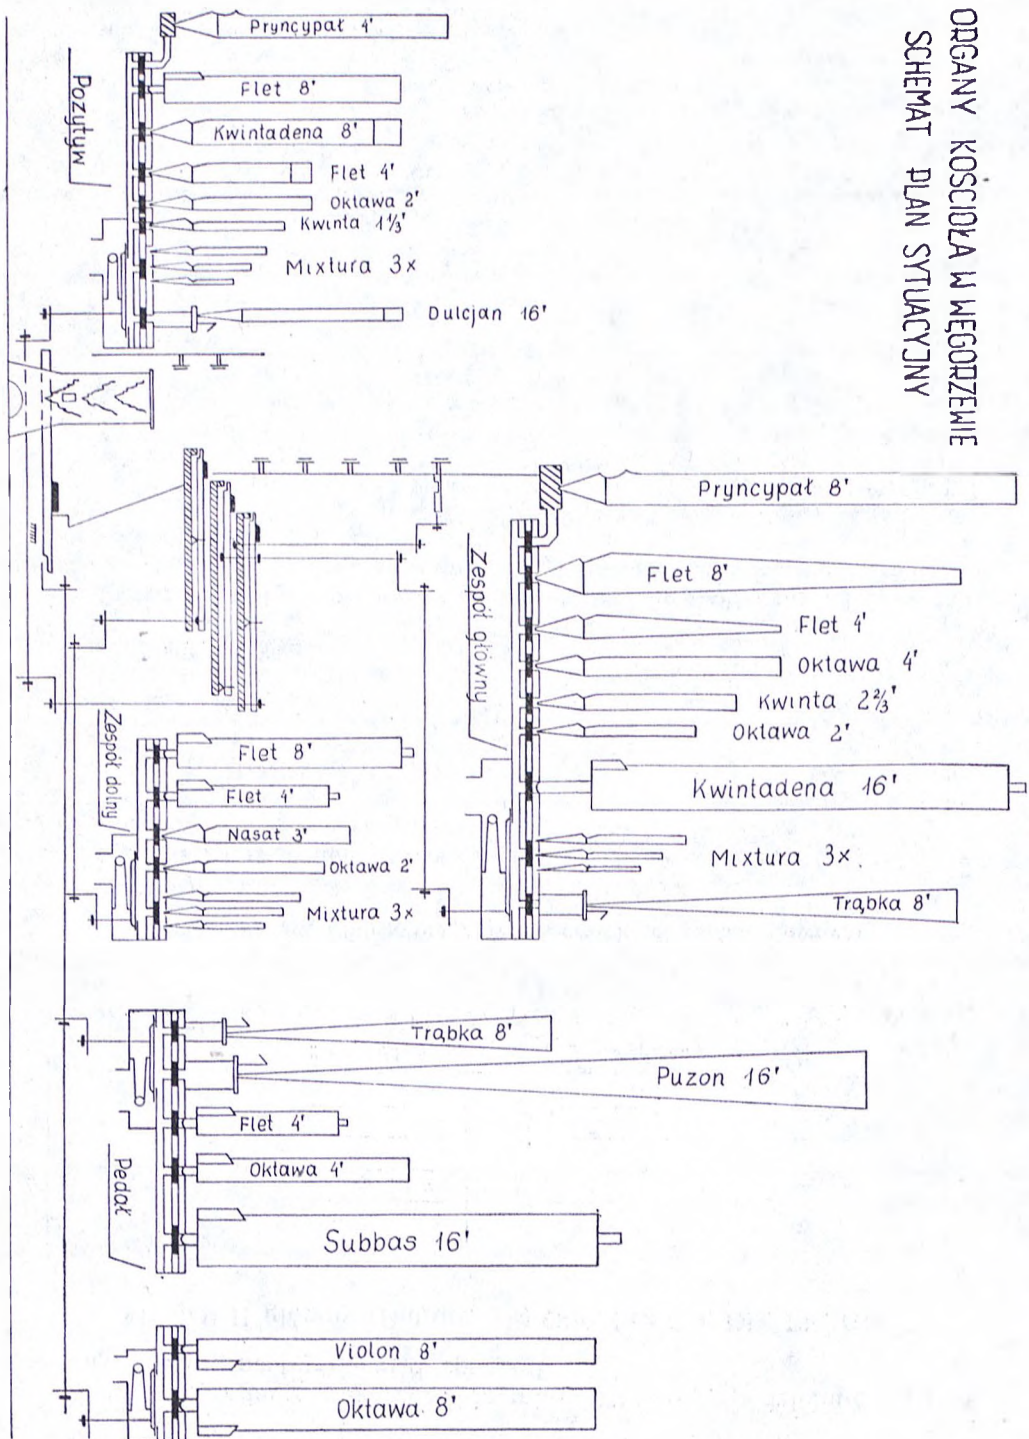 ORGANY KOŚCIOŁA W WĘGORZEWIE
SCHEMAT PLAN SYTUACYJNY
Pozytyw
Pryncypał 4'
Flet 8'
Kwintadena 8'
Flet 4'
Oktawa 2'
Kwinta 1⅓'
Mixtura 3x
Dulcjan 16'
Zespół główny
Pryncypał 8'
Flet 8'
Flet 4'
Oktawa 4'
Kwinta 2⅔'
Oktawa 2'
Kwintadena 16'
Mixtura 3x
Trąbka 8'
Zespół dolny
Flet 8'
Flet 4'
Nasat 3'
Oktawa 2'
Mixtura 3x
Pedał
Trąbka 8'
Puzon 16'
Flet 4'
Oktawa 4'
Subbas 16'
Violon 8'
Oktawa 8'